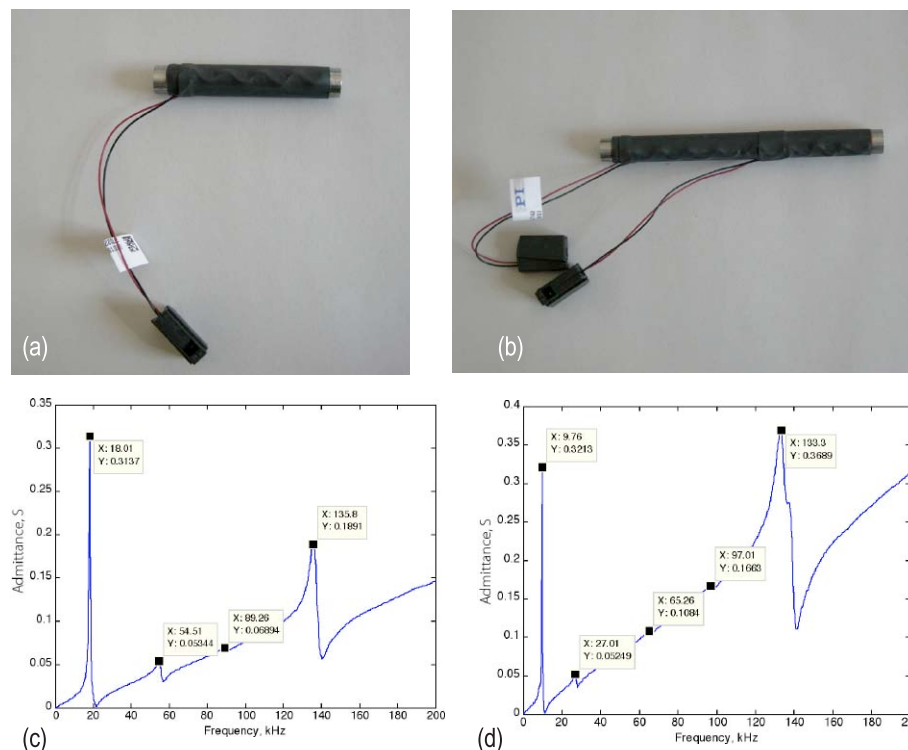 (a)
PI
(b)
0.35
0.3
0.25
0.2
0.15
0.1
0.05
0
0
20
40
60
80
100
120
140
160
180
200
Admittance, S
Frequency, kHz
X: 18.01
Y: 0.3137
X: 54.51
Y: 0.05344
X: 89.26
Y: 0.06894
X: 135.8
Y: 0.1891
(c)
0.4
0.35
0.3
0.25
0.2
0.15
0.1
0.05
0
0
20
40
60
80
100
120
140
160
180
200
Admittance, S
Frequency, kHz
X: 9.76
Y: 0.3213
X: 27.01
Y: 0.05249
X: 65.26
Y: 0.1084
X: 97.01
Y: 0.1663
X: 133.3
Y: 0.3689
(d)